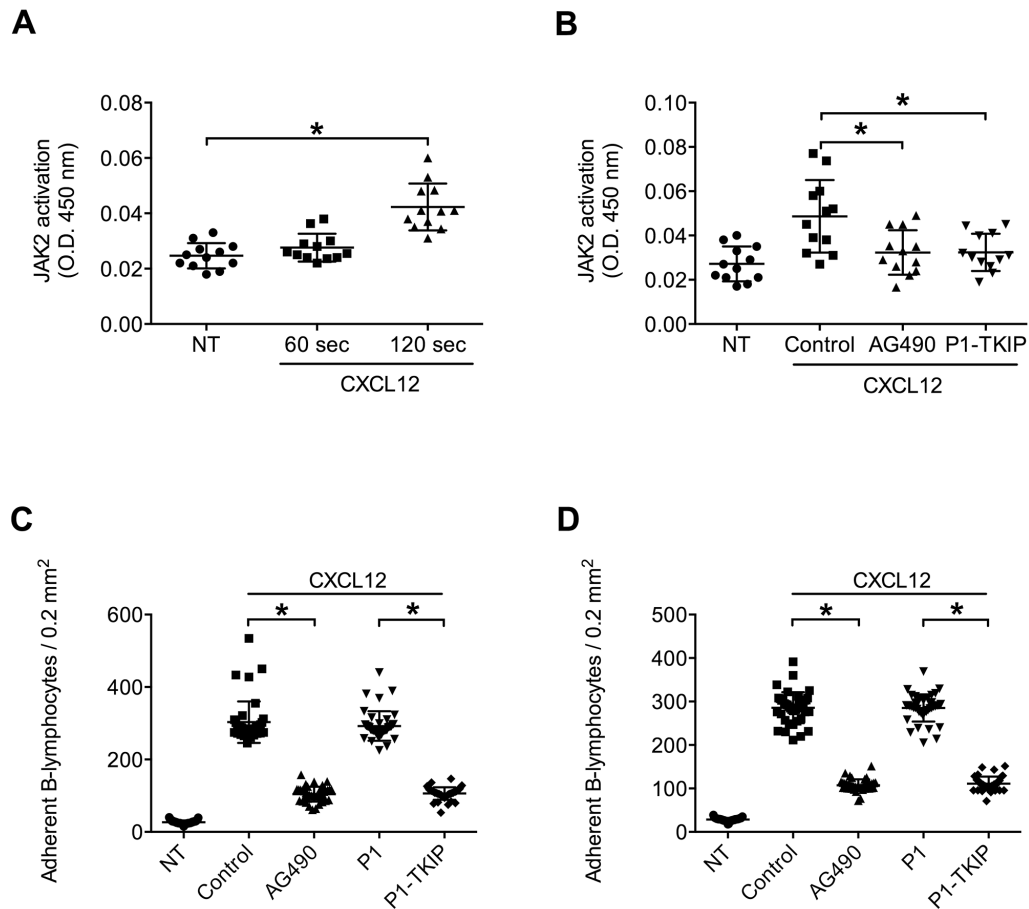 A
JAK2 activation
(O.D. 450 nm)
0.08
0.06
0.04
0.02
0.00
*
NT
60 sec
120 sec
CXCL12
B
JAK2 activation
(O.D. 450 nm)
0.10
0.08
0.06
0.04
0.02
0.00
*
*
NT
Control
AG490
P1-TKIP
CXCL12
C
Adherent B-lymphocytes / 0.2 mm²
600
400
200
0
CXCL12
*
*
NT
Control
AG490
P1
P1-TKIP
D
Adherent B-lymphocytes / 0.2 mm²
500
400
300
200
100
0
CXCL12
*
*
NT
Control
AG490
P1
P1-TKIP